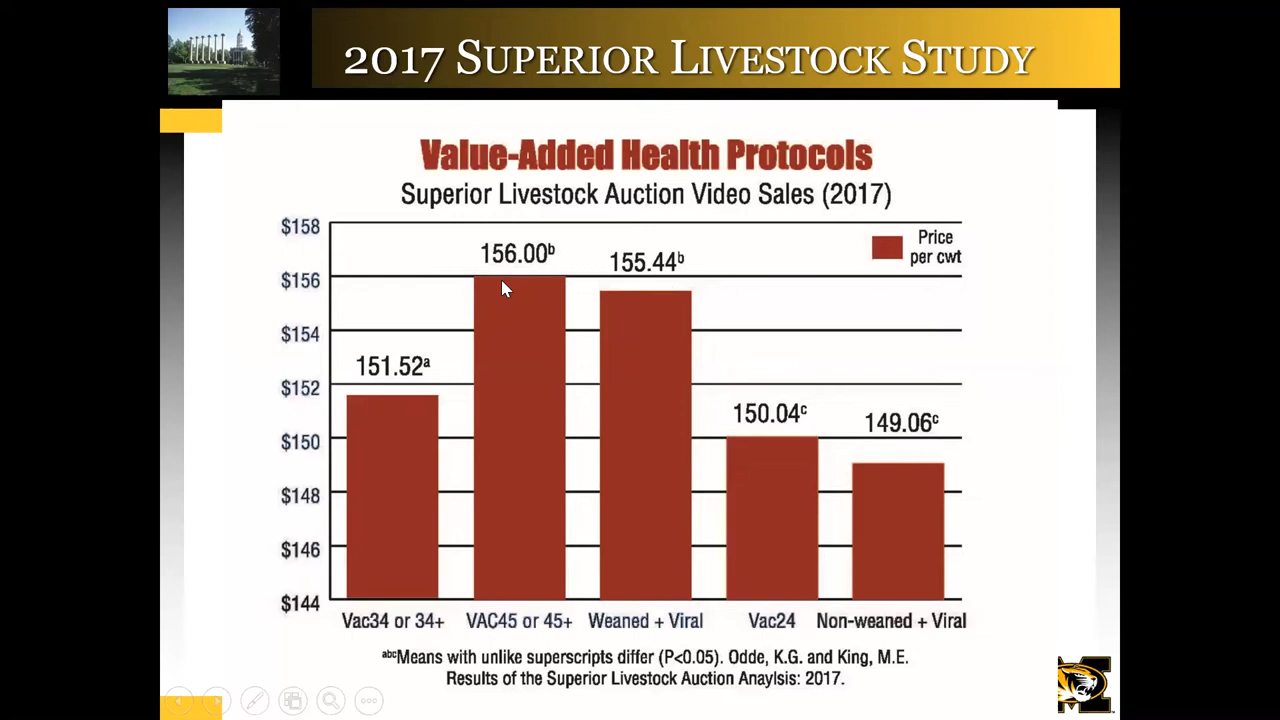 2017 SUPERIOR LIVESTOCK STUDY
Value-Added Health Protocols
Superior Livestock Auction Video Sales (2017)
$158
$156
$154
$152
$150
$148
$146
$144
Price
per cwt
151.52ᵃ
156.00ᵇ
155.44ᵇ
150.04ᶜ
149.06ᶜ
Vac34 or 34+
VAC45 or 45+
Weaned + Viral
Vac24
Non-weaned + Viral
ᵃᵇᶜMeans with unlike superscripts differ (P<0.05). Odde, K.G. and King, M.E.
Results of the Superior Livestock Auction Anaylsis: 2017.